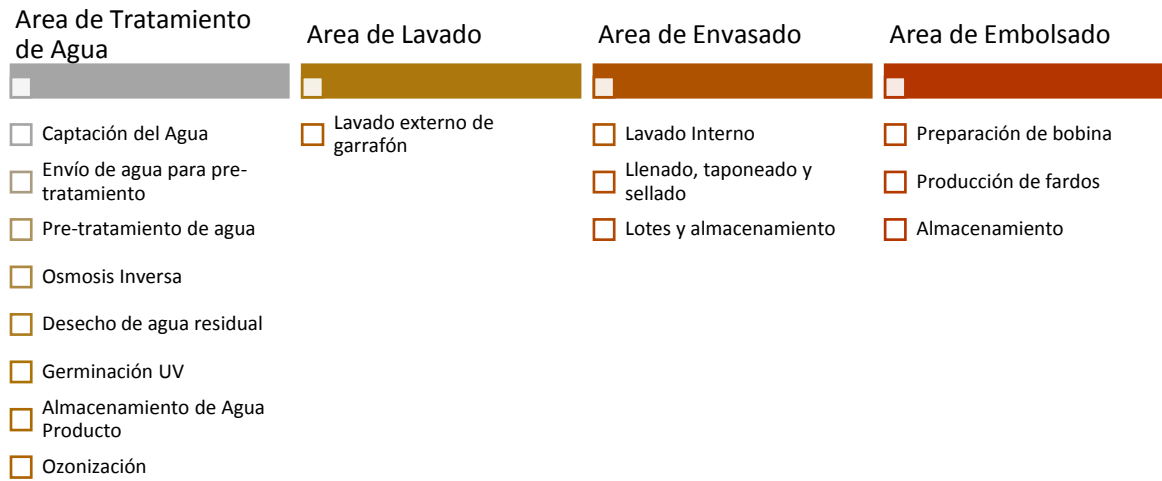 Area de Tratamiento
de Agua
Captación del Agua
Envío de agua para pre-
tratamiento
Pre-tratamiento de agua
Osmosis Inversa
Desecho de agua residual
Germinación UV
Almacenamiento de Agua
Producto
Ozonización
Area de Lavado
Lavado externo de
garrafón
Area de Envasado
Lavado Interno
Llenado, taponeado y
sellado
Lotes y almacenamiento
Area de Embolsado
Preparación de bobina
Producción de fardos
Almacenamiento